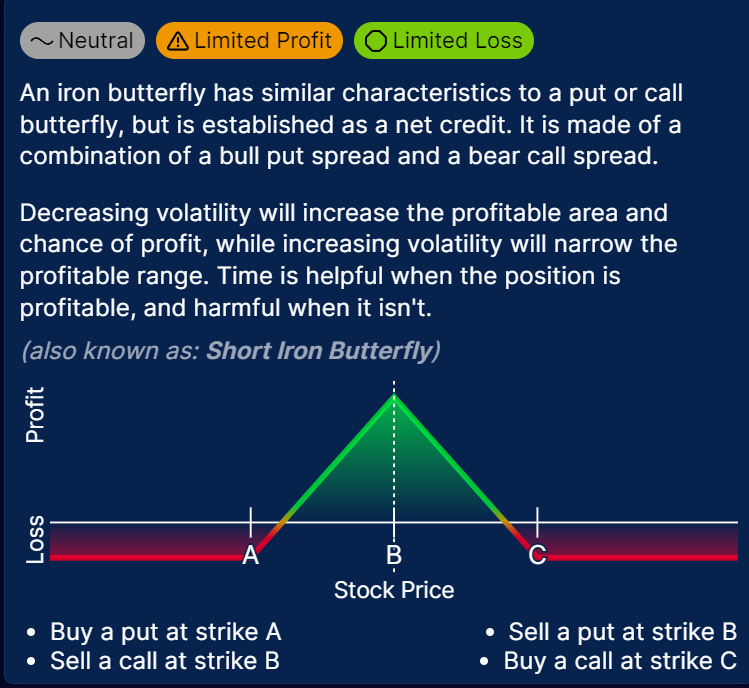 Neutral
Limited Profit
Limited Loss
An iron butterfly has similar characteristics to a put or call
butterfly, but is established as a net credit. It is made of a
combination of a bull put spread and a bear call spread.
Decreasing volatility will increase the profitable area and
chance of profit, while increasing volatility will narrow the
profitable range. Time is helpful when the position is
profitable, and harmful when it isn't.
(also known as: Short Iron Butterfly)
Profit
Loss
A
B
C
Stock Price
• Buy a put at strike A
• Sell a put at strike B
• Sell a call at strike B
• Buy a call at strike C